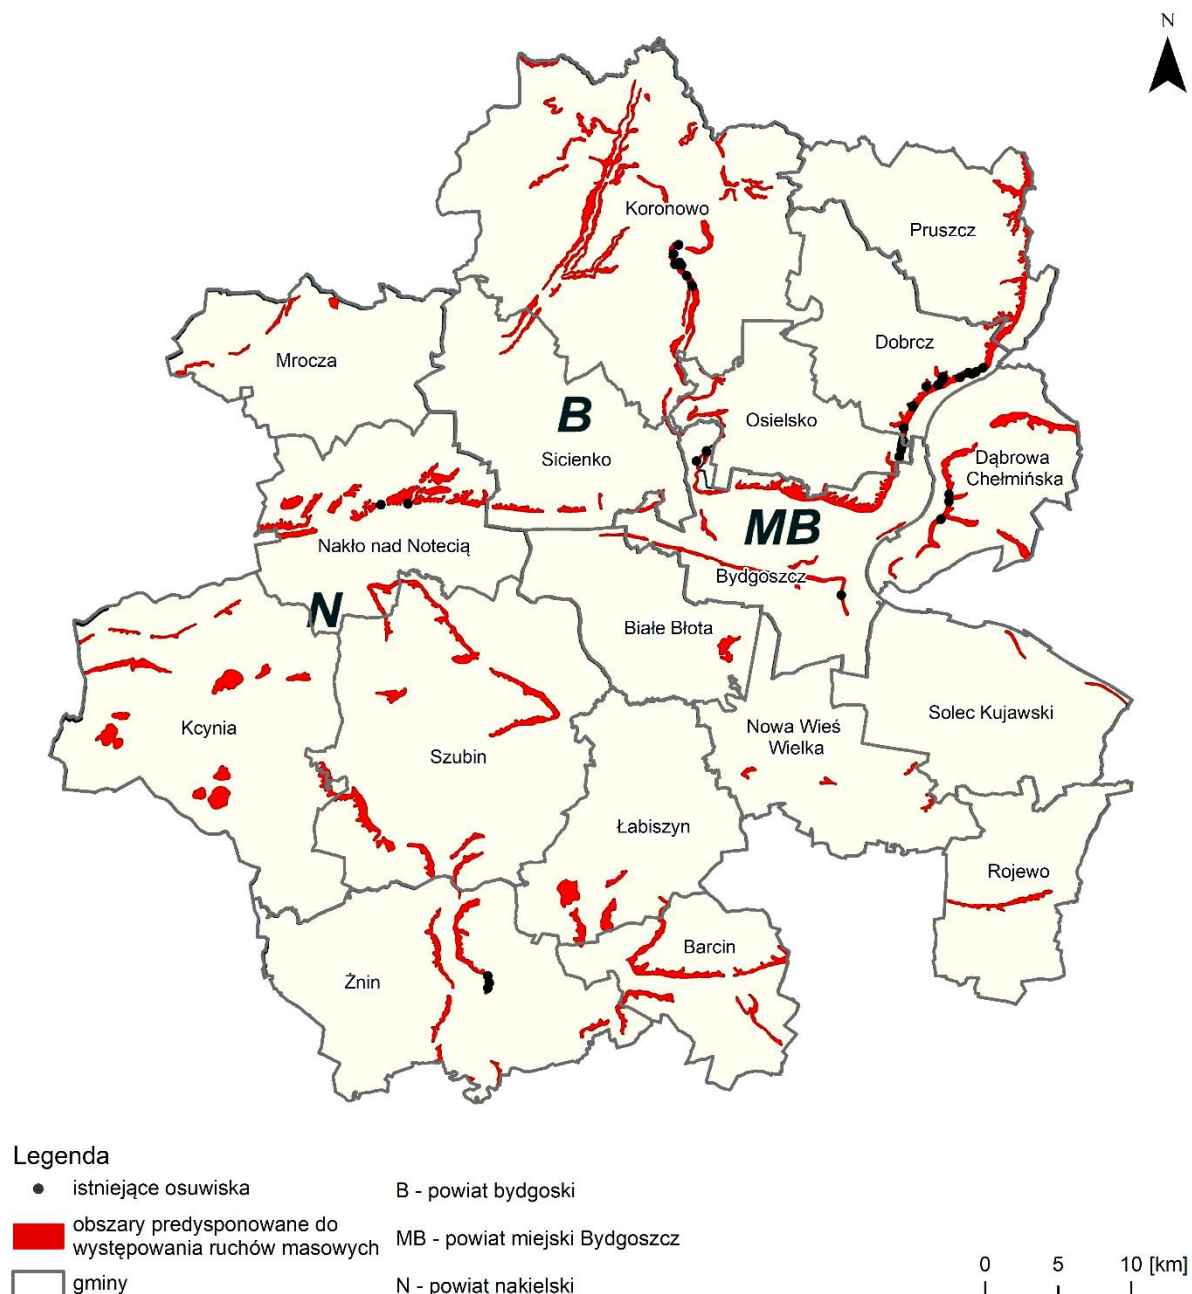 N
Koronowo
Pruszcz
Dobrcz
Mrocza
B
Osielsko
Sicienko
Dąbrowa
Chełmińska
MB
Nakło nad Notecią
Bydgoszcz
N
Białe Błota
Kcynia
Szubin
Nowa Wieś
Wielka
Solec Kujawski
Łabiszyn
Rojewo
Barcin
Żnin
Legenda
istniejące osuwiska
obszary predysponowane do
występowania ruchów masowych
gminy
B - powiat bydgoski
MB - powiat miejski Bydgoszcz
N - powiat nakielski
0 5 10 [km]